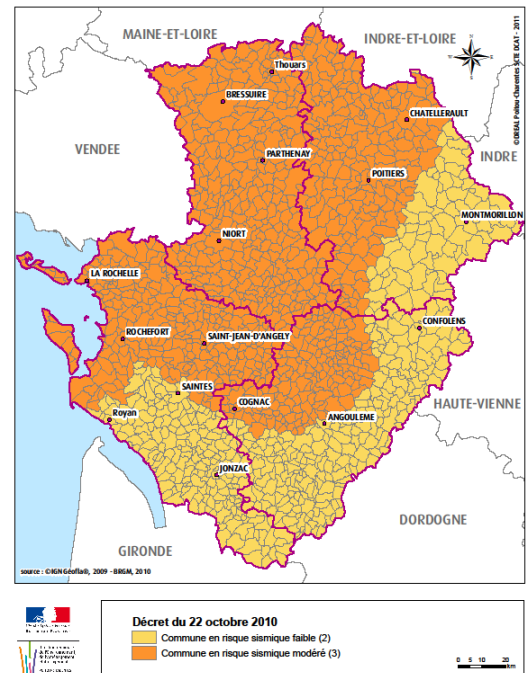 MAINE-ET-LOIRE
INDRE-ET-LOIRE
Thouars
BRESSUIRE
CHATELLERAULT
VENDEE
PARTHENAY
INDRE
POITIERS
MONTMORILLON
NIORT
LA ROCHELLE
CONFOLENS
ROCHEFORT
SAINT-JEAN-D'ANGELY
SAINTES
COGNAC
HAUTE-VIENNE
Royan
ANGOULEME
JONZAC
DORDOGNE
GIRONDE
source : ©IGN Géofla®, 2009 - BRGM, 2010
Décret du 22 octobre 2010
Commune en risque sismique faible (2)
Commune en risque sismique modéré (3)
0 5 10 20
km